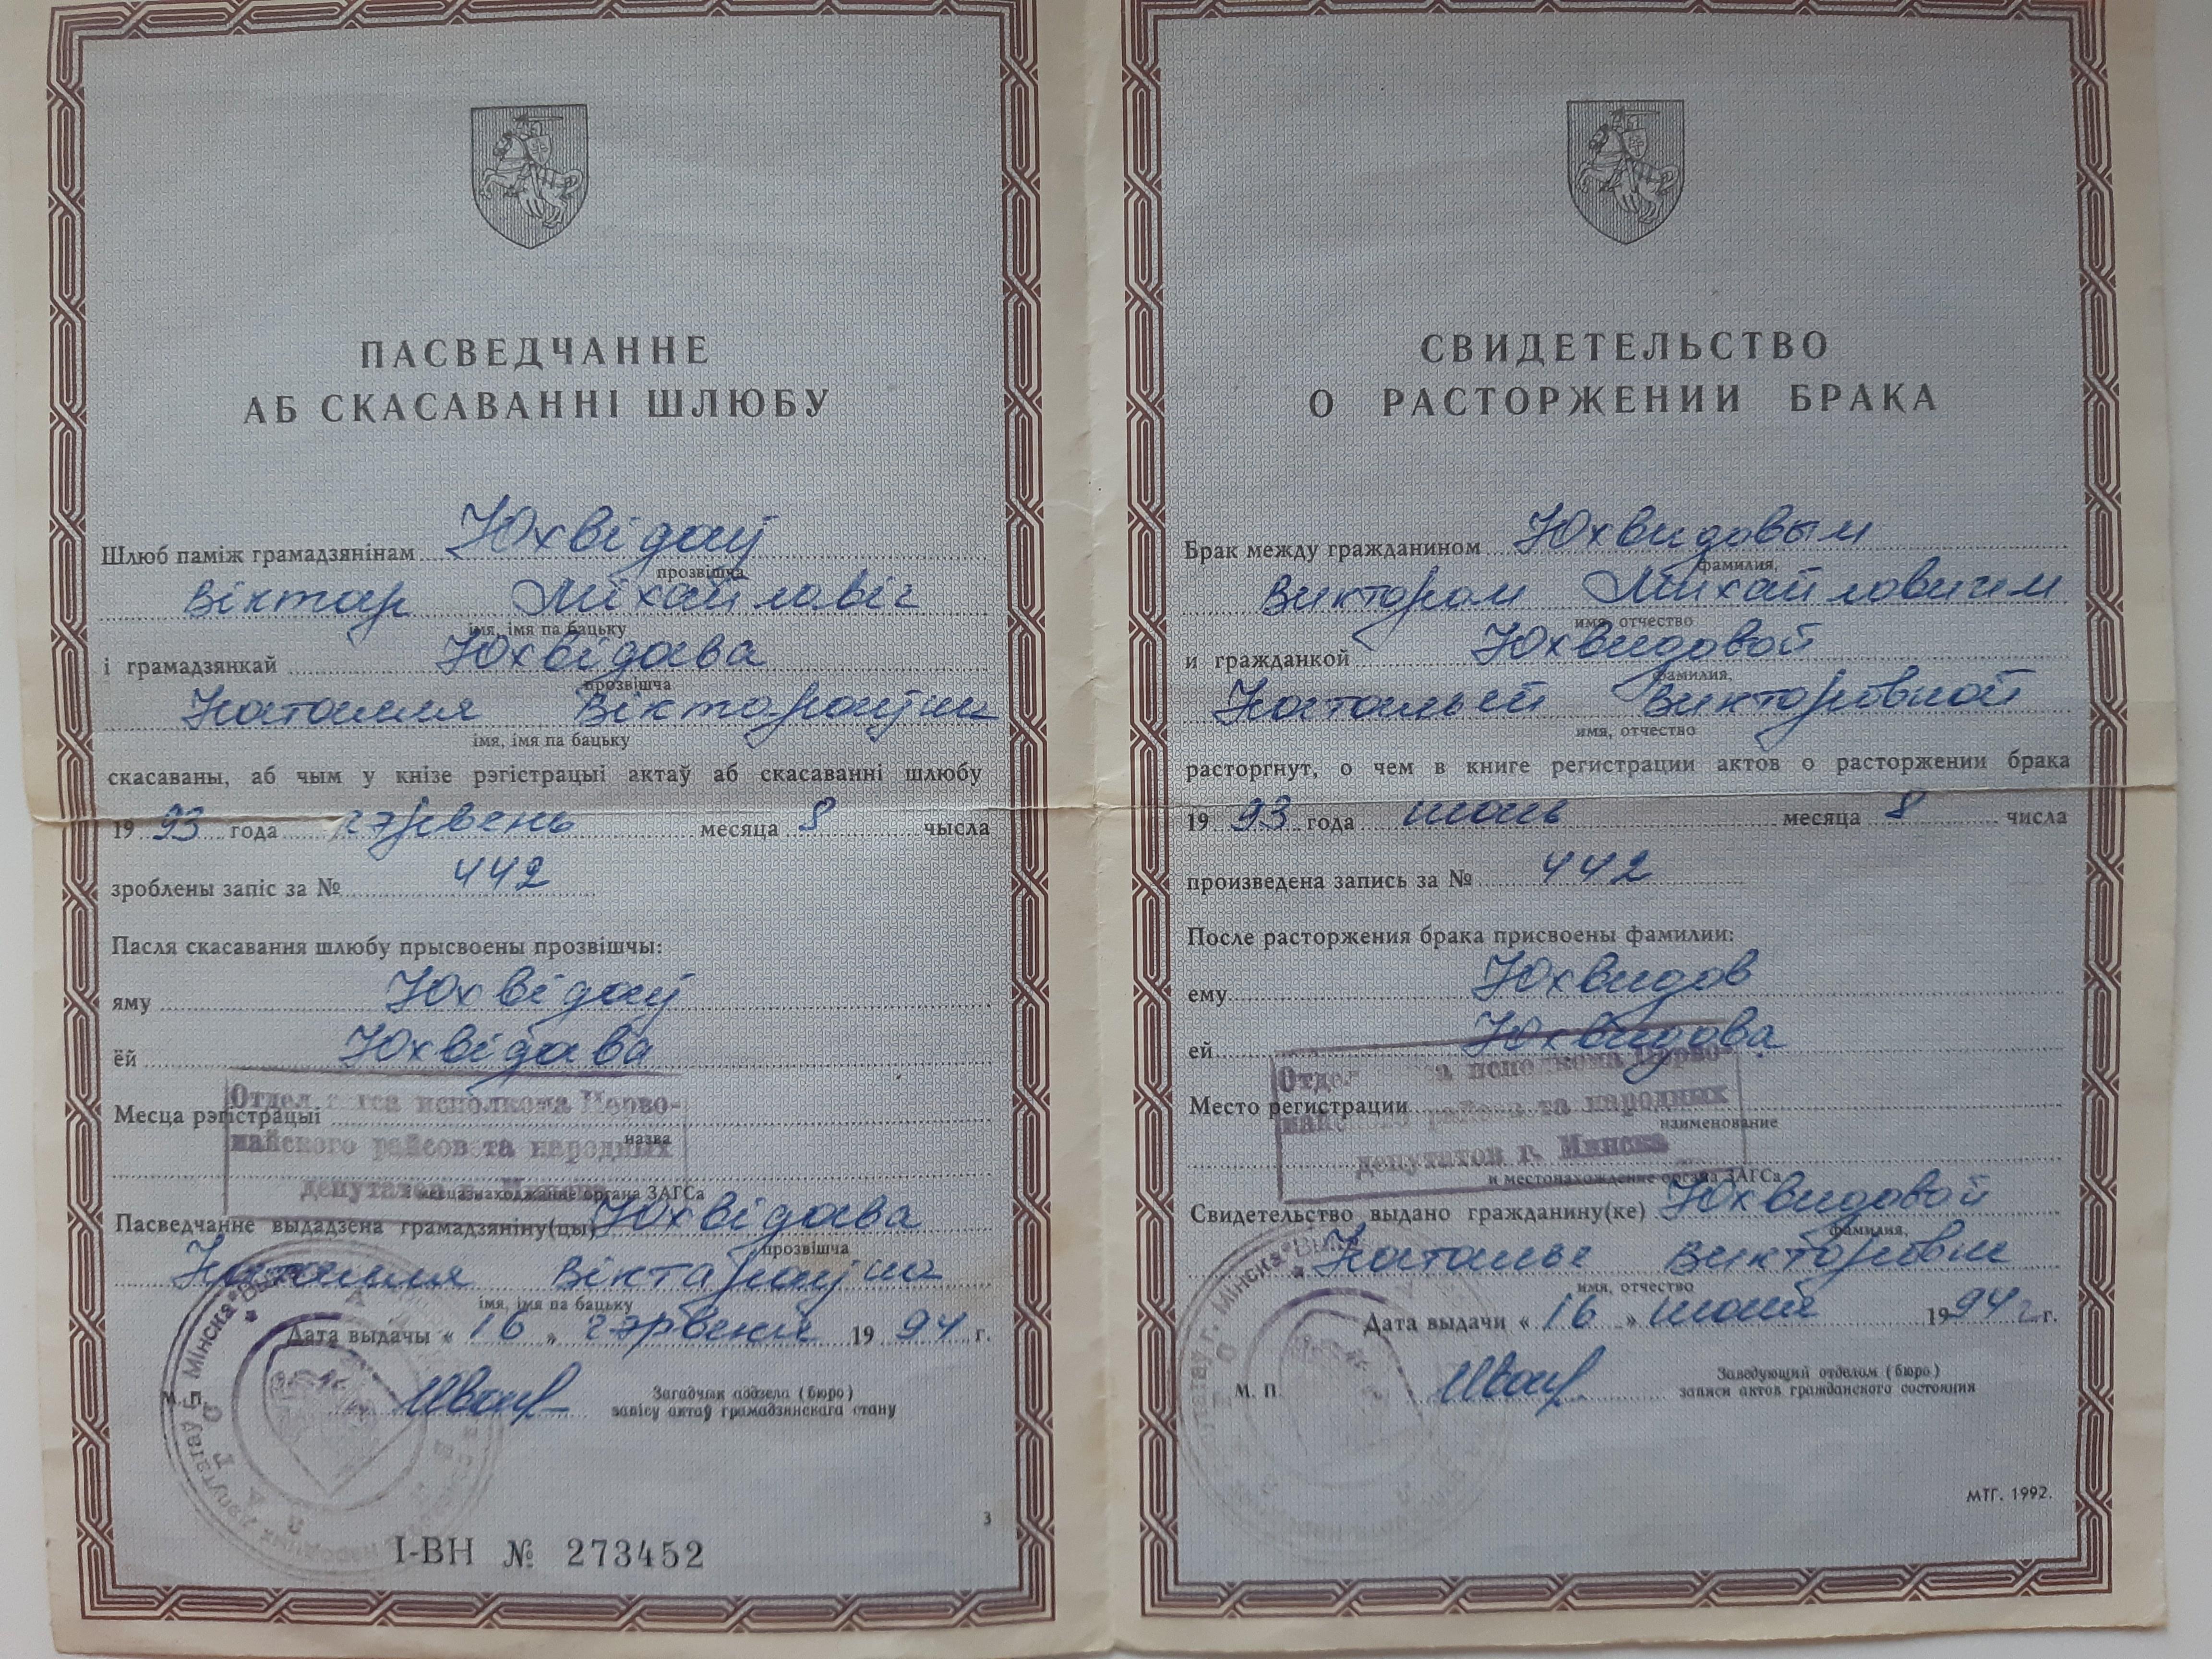 ПАСВЕДЧАННЕ
АБ СКАСАВАННІ ШЛЮБУ
Шлюб паміж грамадзянінам Юхвідаў
прозвішча
Віктар Міхайлавіч
імя, імя па бацьку
і грамадзянкай Юхвідава
прозвішча
Наталля Віктараўна
імя, імя па бацьку
скасаваны, аб чым у кнізе рэгістрацыі актаў аб скасаванні шлюбу
19 93 года чэрвень месяца 8 чысла
зроблены запіс за № 442
Пасля скасавання шлюбу прысвоены прозвішчы:
яму Юхвідаў
ёй Юхвідава
Отдел загса исполкома Перво-
Месца рэгістрацыі
майского райсовета народных
назва
депутатов г. Минска
і месцазнаходжанне органа ЗАГСа
Пасведчанне выдадзена грамадзяніну(цы) Юхвідава
прозвішча
Наталля Віктараўна
імя, імя па бацьку
Дата выдачы « 16 » чэрвеня 19 94 г.
Загадчык аддзела (бюро)
запісу актаў грамадзянскага стану
3
І-ВН № 273452
СВИДЕТЕЛЬСТВО
О РАСТОРЖЕНИИ БРАКА
Брак между гражданином Юхвидовым
фамилия,
Виктором Михайловичем
имя, отчество
и гражданкой Юхвидовой
фамилия,
Натальей Викторовной
имя, отчество
расторгнут, о чем в книге регистрации актов о расторжении брака
19 93 года июнь месяца 8 числа
произведена запись за № 442
После расторжения брака присвоены фамилии:
ему Юхвидов
ей Юхвидова
Отдел загса исполкома Перво-
Место регистрации
майского райсовета народных
наименование
депутатов г. Минска
и местонахождение органа ЗАГСа
Свидетельство выдано гражданину(ке) Юхвидовой
фамилия,
Наталье Викторовне
имя, отчество
Дата выдачи « 16 » июня 19 94 г г.
М. П.
Заведующий отделом (бюро)
записи актов гражданского состояния
МТГ. 1992.